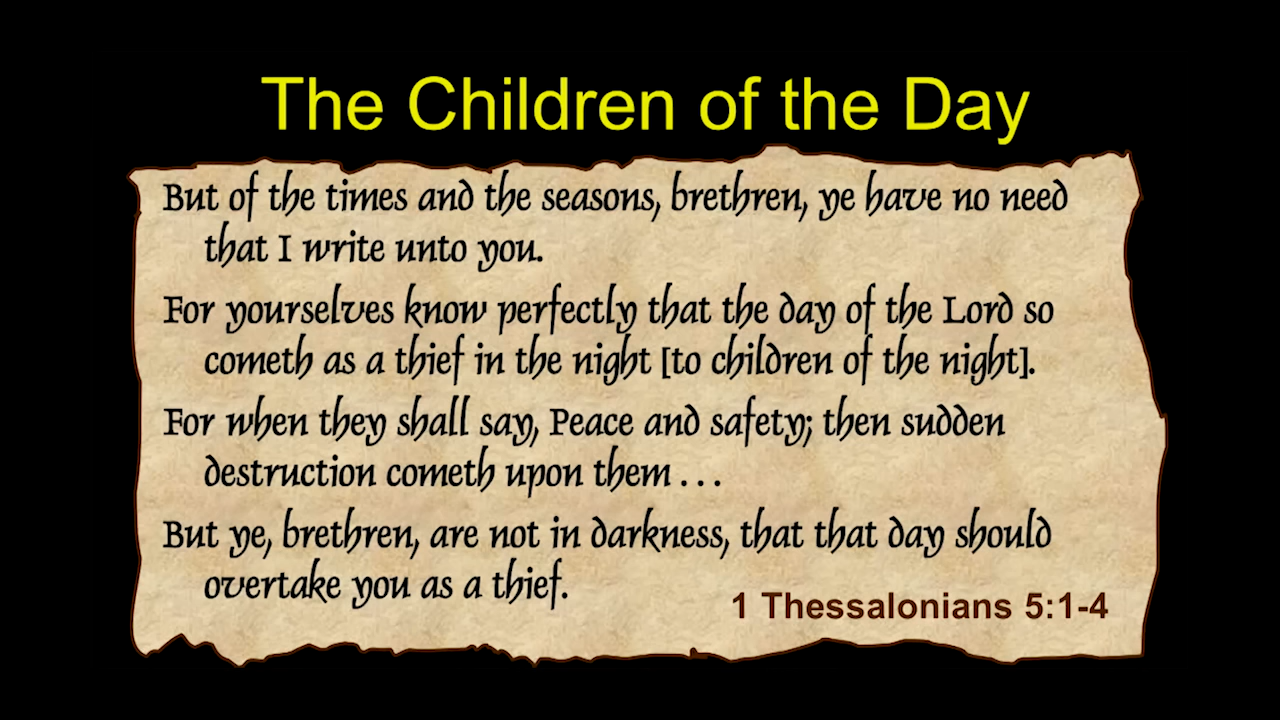 The Children of the Day
But of the times and the seasons, brethren, ye have no need
that I write unto you.
For yourselves know perfectly that the day of the Lord so
cometh as a thief in the night [to children of the night].
For when they shall say, Peace and safety; then sudden
destruction cometh upon them . . .
But ye, brethren, are not in darkness, that that day should
overtake you as a thief.
1 Thessalonians 5:1-4